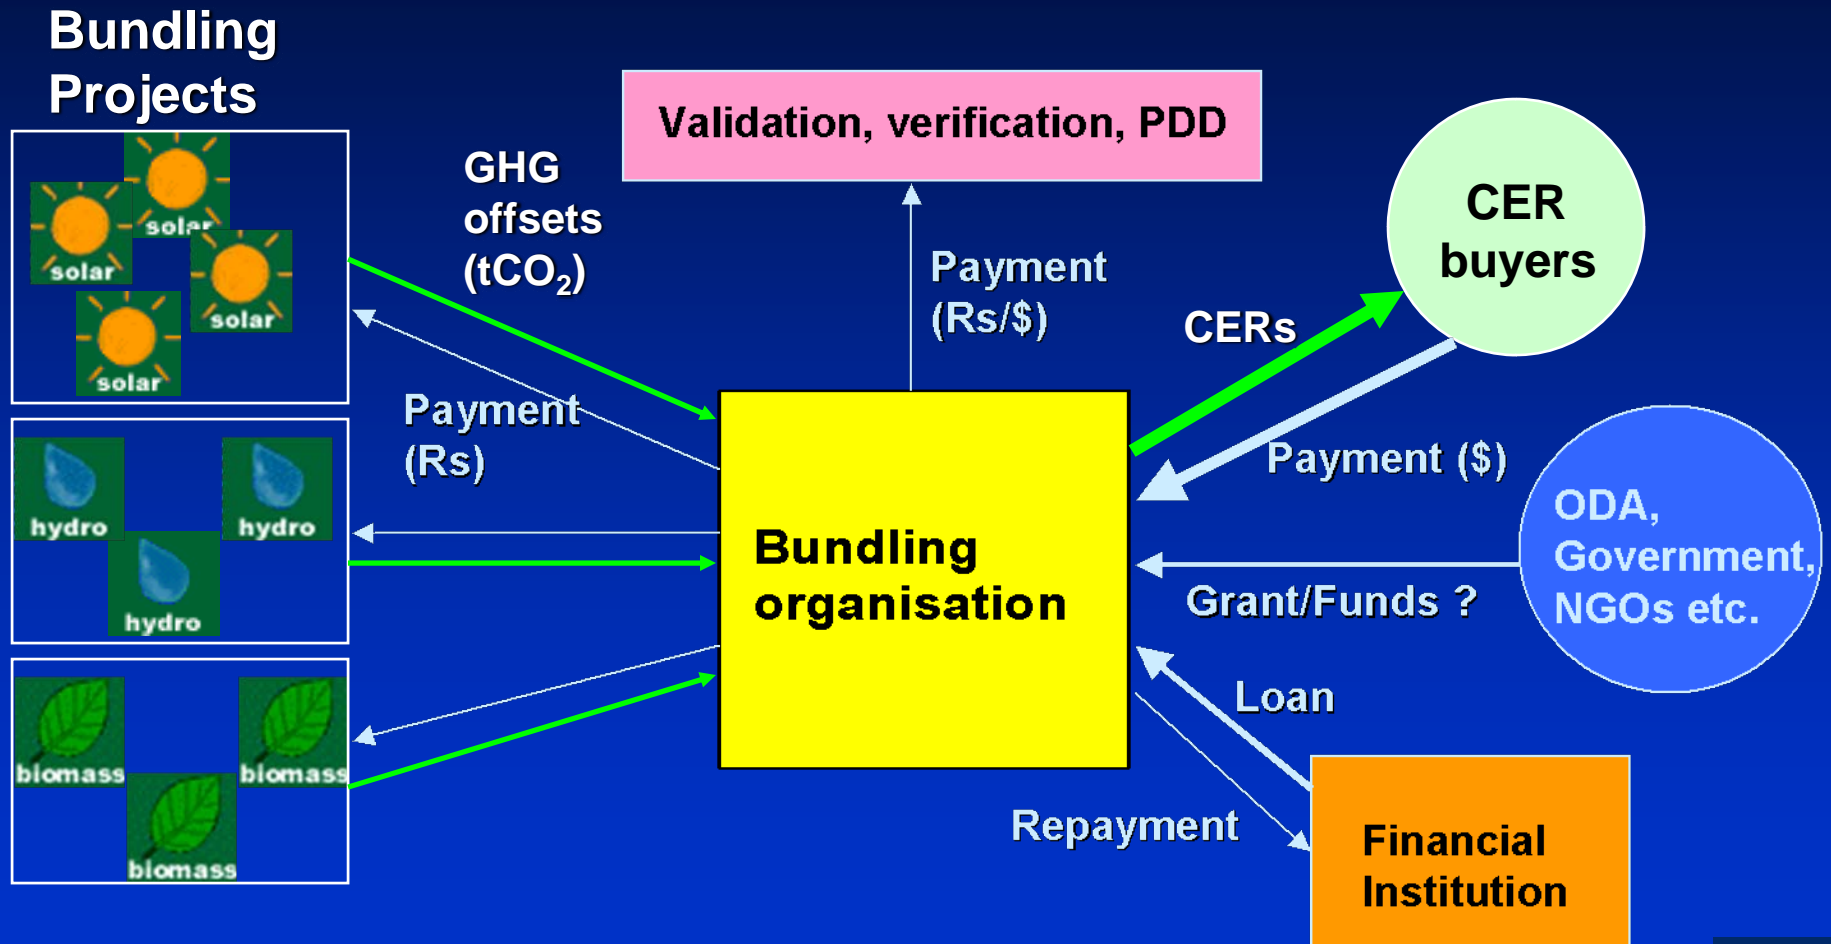 Bundling
Projects
solar
solar
solar
solar
hydro
hydro
hydro
biomass
biomass
biomass
GHG
offsets
(tCO₂)
Payment
(Rs)
Validation, verification, PDD
Payment
(Rs/$)
Bundling
organisation
CERs
CER
buyers
Payment ($)
ODA,
Government,
NGOs etc.
Grant/Funds ?
Loan
Repayment
Financial
Institution